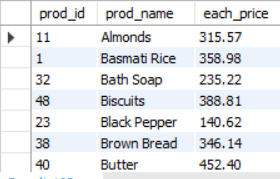 prod_id prod_name each_price
11 Almonds 315.57
1 Basmati Rice 358.98
32 Bath Soap 235.22
48 Biscuits 388.81
23 Black Pepper 140.62
38 Brown Bread 346.14
40 Butter 452.40